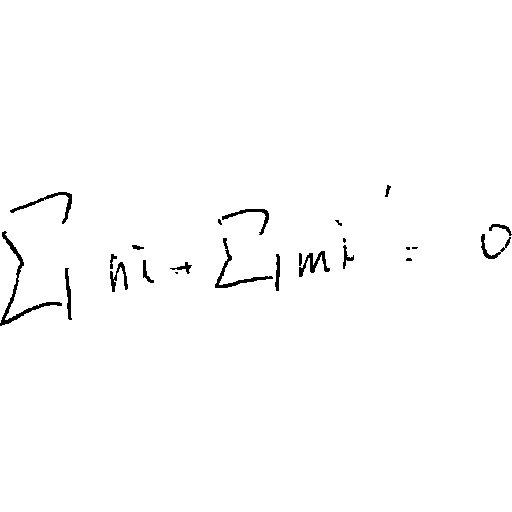 ∑ ni + ∑ mi' = 0